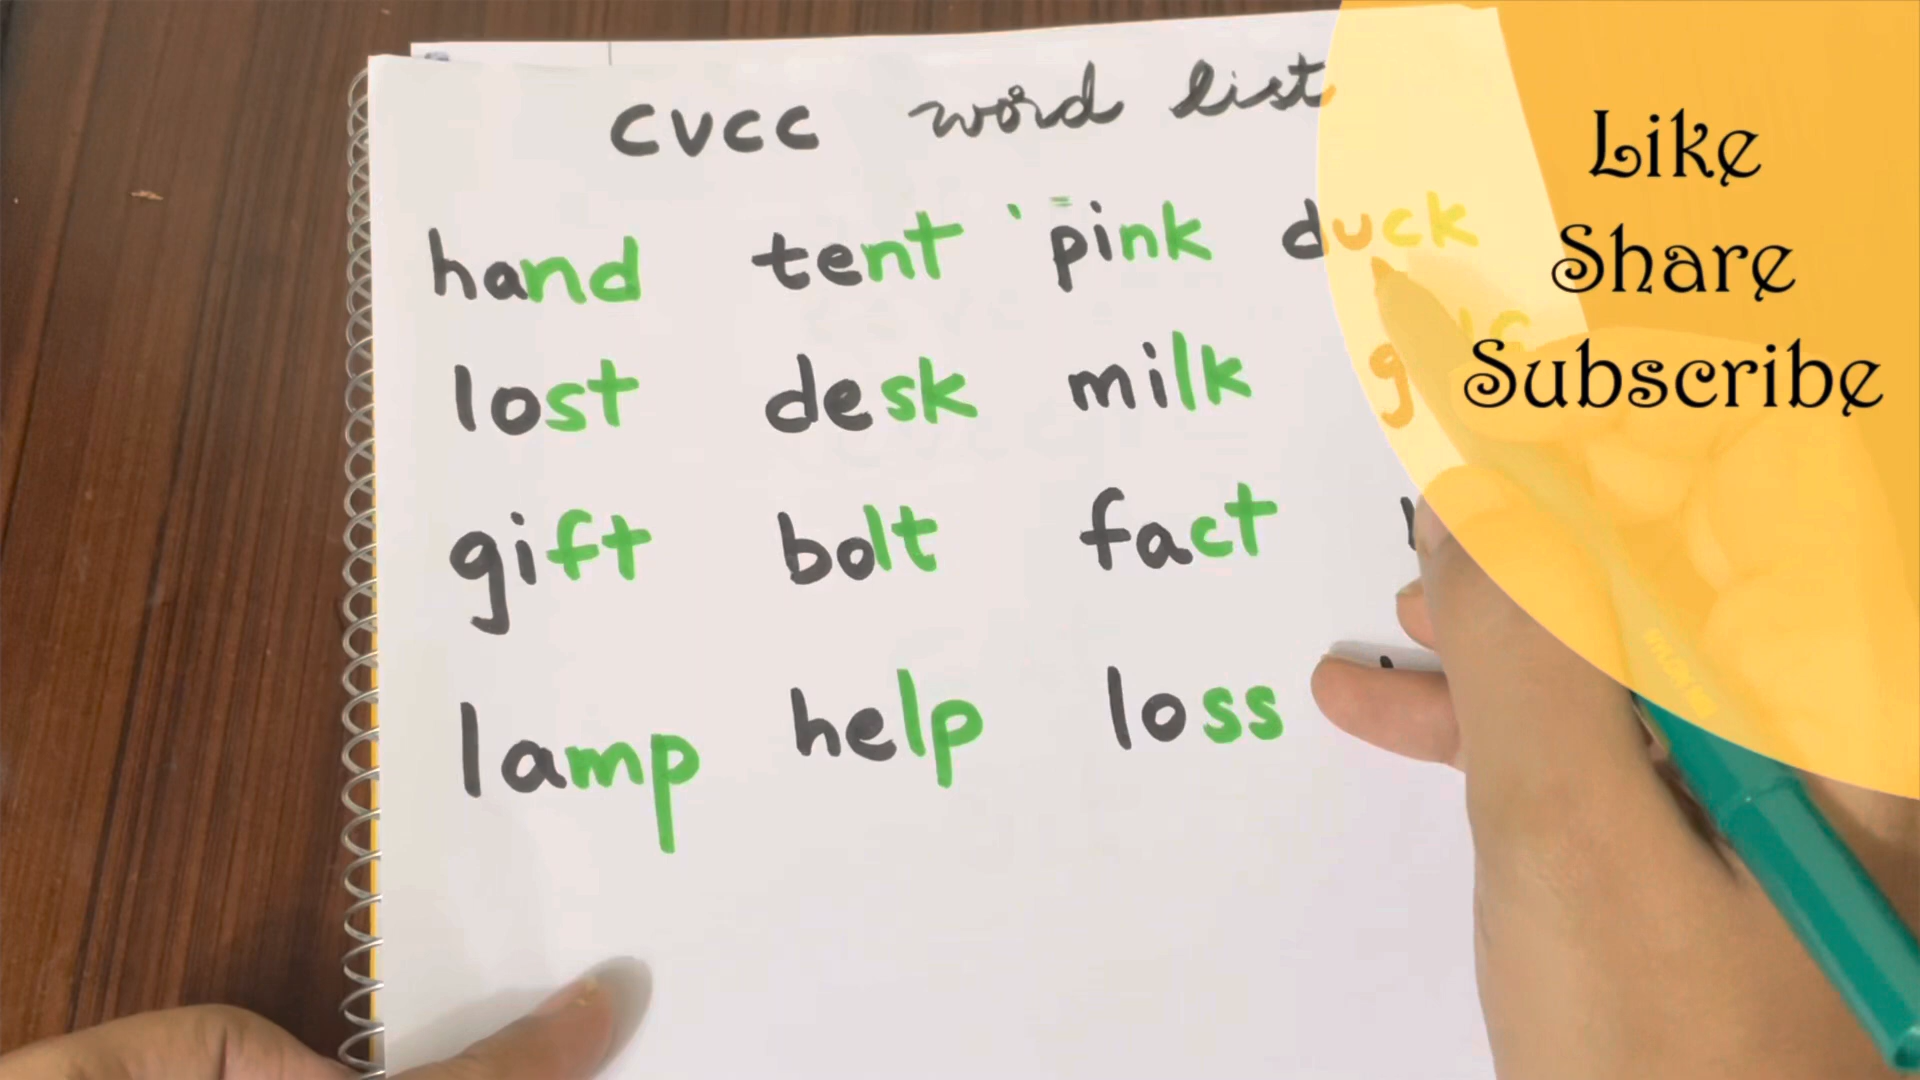 CVCC word list
hand tent pink duck
lost desk milk
gift bolt fact
lamp help loss
Like
Share
Subscribe